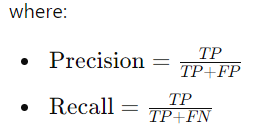 where:
• Precision = TP/TP+FP
• Recall = TP/TP+FN